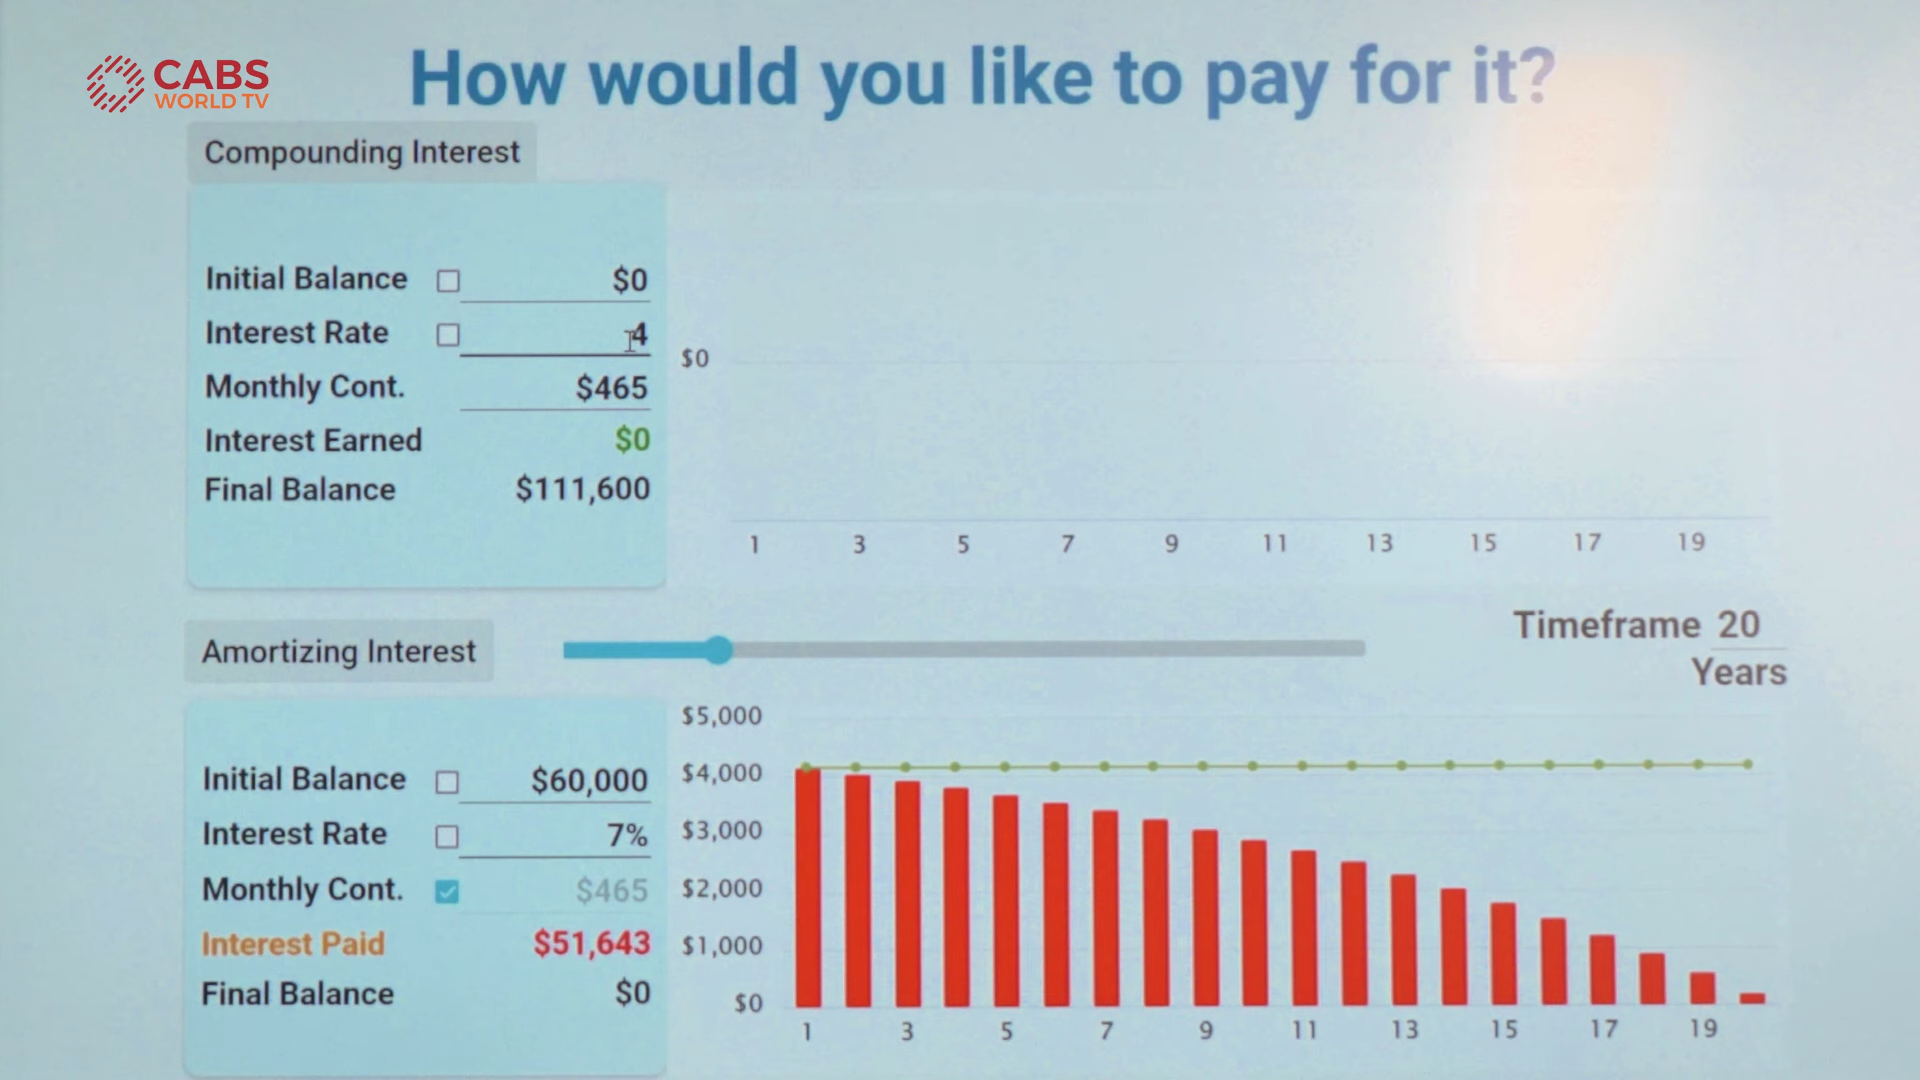 CABS
WORLD TV
How would you like to pay for it?
Compounding Interest
Initial Balance $0
Interest Rate 4
Monthly Cont. $465
Interest Earned $0
Final Balance $111,600
$0
1 3 5 7 9 11 13 15 17 19
Amortizing Interest
Timeframe 20
Years
Initial Balance $60,000
Interest Rate 7%
Monthly Cont. $465
Interest Paid $51,643
Final Balance $0
$5,000
$4,000
$3,000
$2,000
$1,000
$0
1 3 5 7 9 11 13 15 17 19